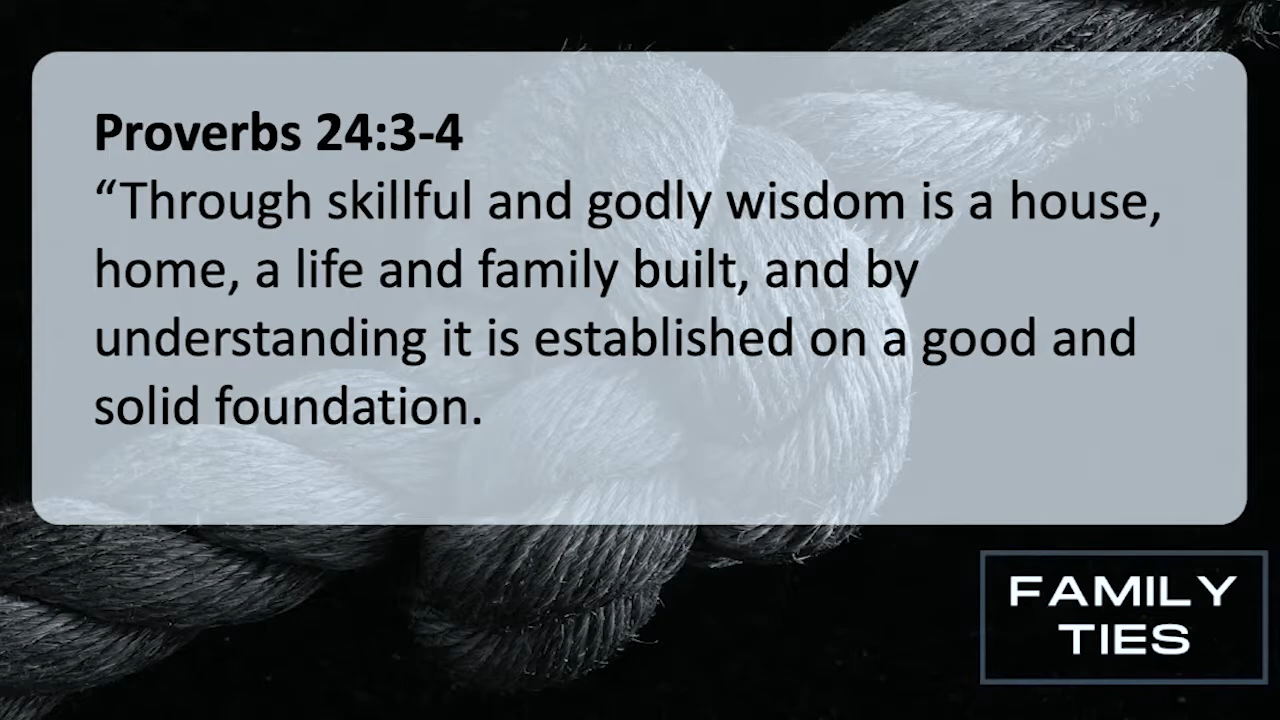 Proverbs 24:3-4
“Through skillful and godly wisdom is a house,
home, a life and family built, and by
understanding it is established on a good and
solid foundation.
FAMILY
TIES